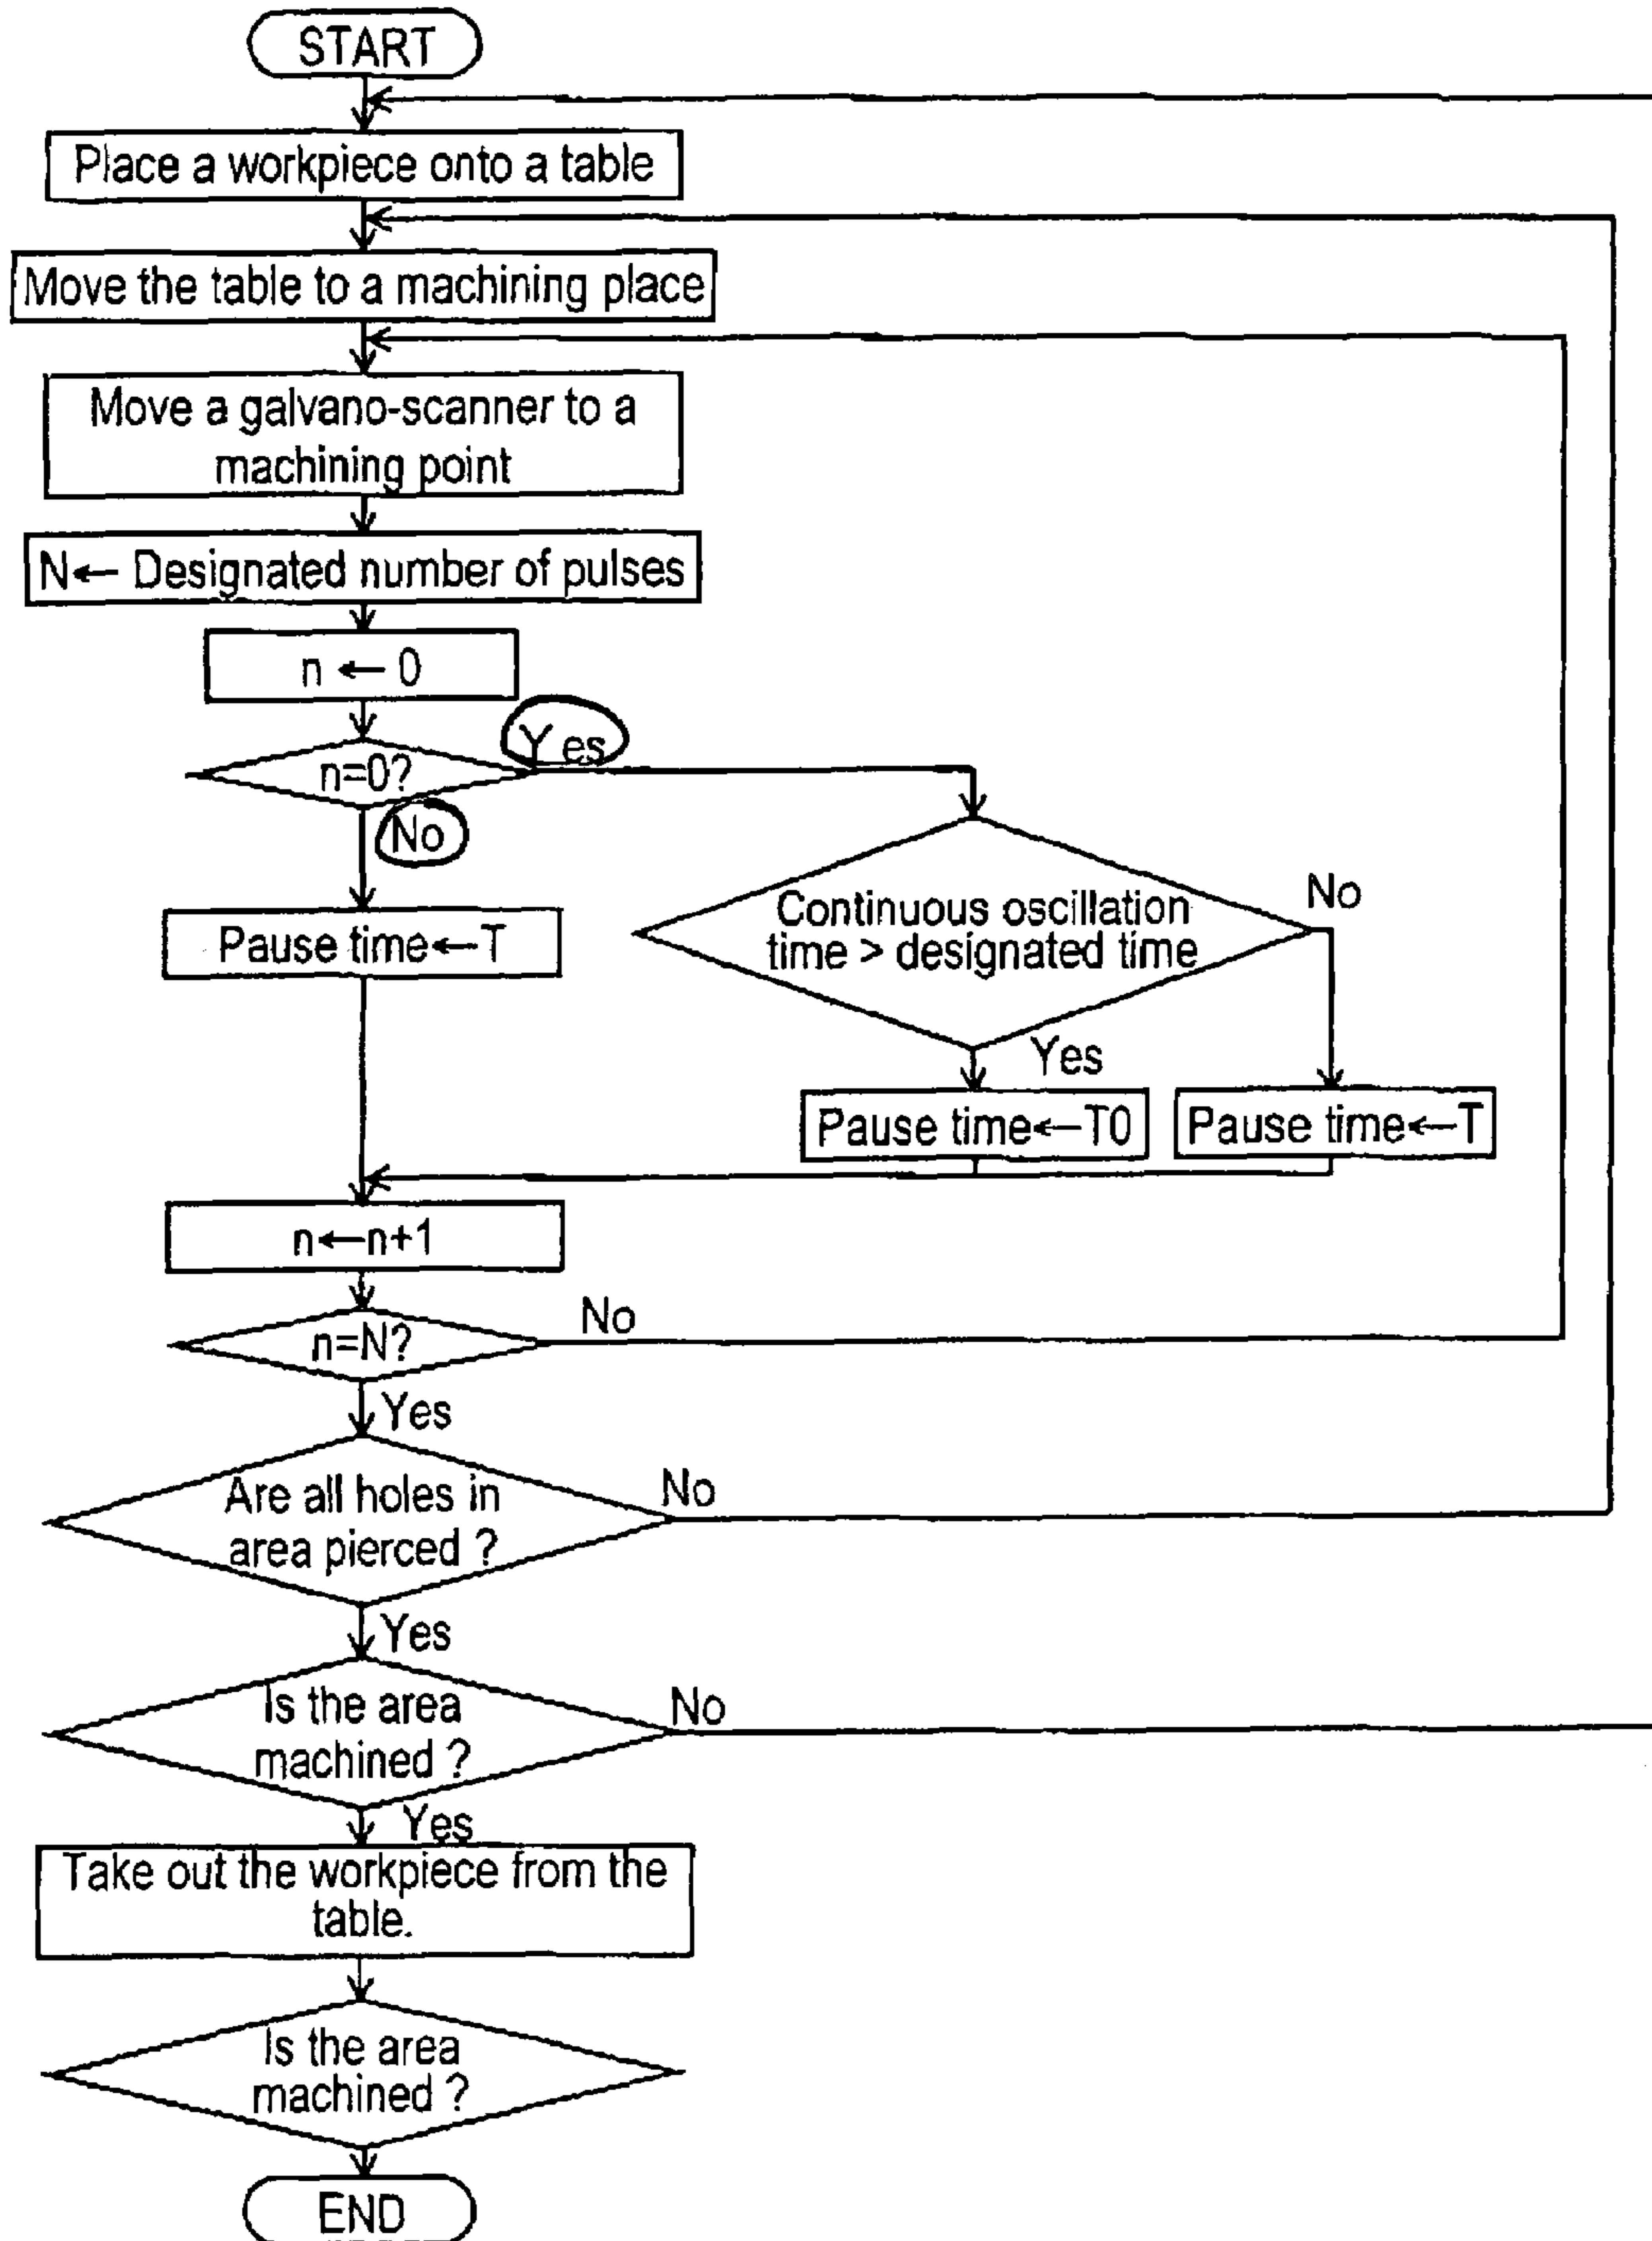 START
Place a workpiece onto a table
Move the table to a machining place
Move a galvano-scanner to a
machining point
N← Designated number of pulses
n ← 0
n=0?
Yes
No
Pause time←T
Continuous oscillation
time > designated time
No
Yes
Pause time←T0
Pause time←T
n←n+1
n=N?
No
Yes
Are all holes in
area pierced ?
No
Yes
Is the area
machined ?
No
Yes
Take out the workpiece from the
table.
Is the area
machined ?
END